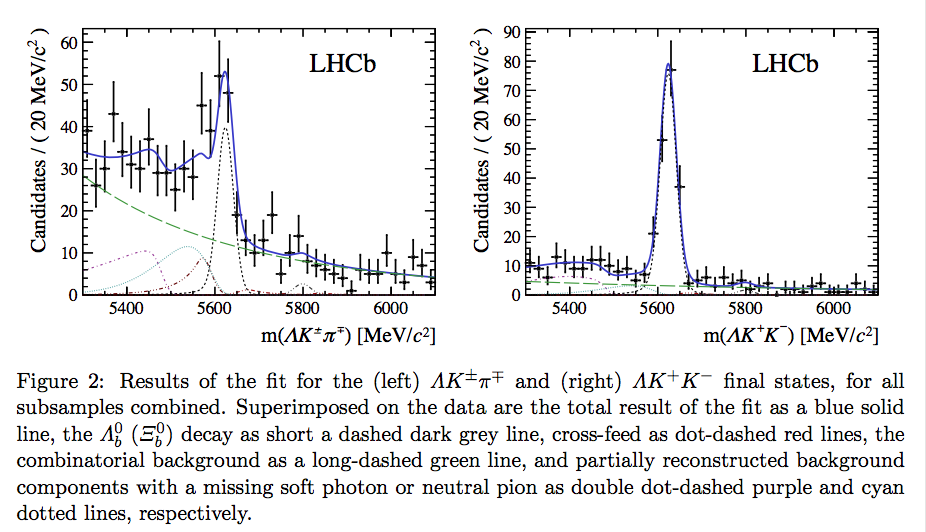 Candidates / ( 20 MeV/c²)
60
50
40
30
20
10
0
LHCb
5400
5600
5800
6000
m(ΛK±π∓) [MeV/c²]
Candidates / ( 20 MeV/c²)
90
80
70
60
50
40
30
20
10
0
LHCb
5400
5600
5800
6000
m(ΛK⁺K⁻) [MeV/c²]
Figure 2: Results of the fit for the (left) ΛK±π∓ and (right) ΛK⁺K⁻ final states, for all
subsamples combined. Superimposed on the data are the total result of the fit as a blue solid
line, the Λ_b^0 (Ξ_b^0) decay as short a dashed dark grey line, cross-feed as dot-dashed red lines, the
combinatorial background as a long-dashed green line, and partially reconstructed background
components with a missing soft photon or neutral pion as double dot-dashed purple and cyan
dotted lines, respectively.